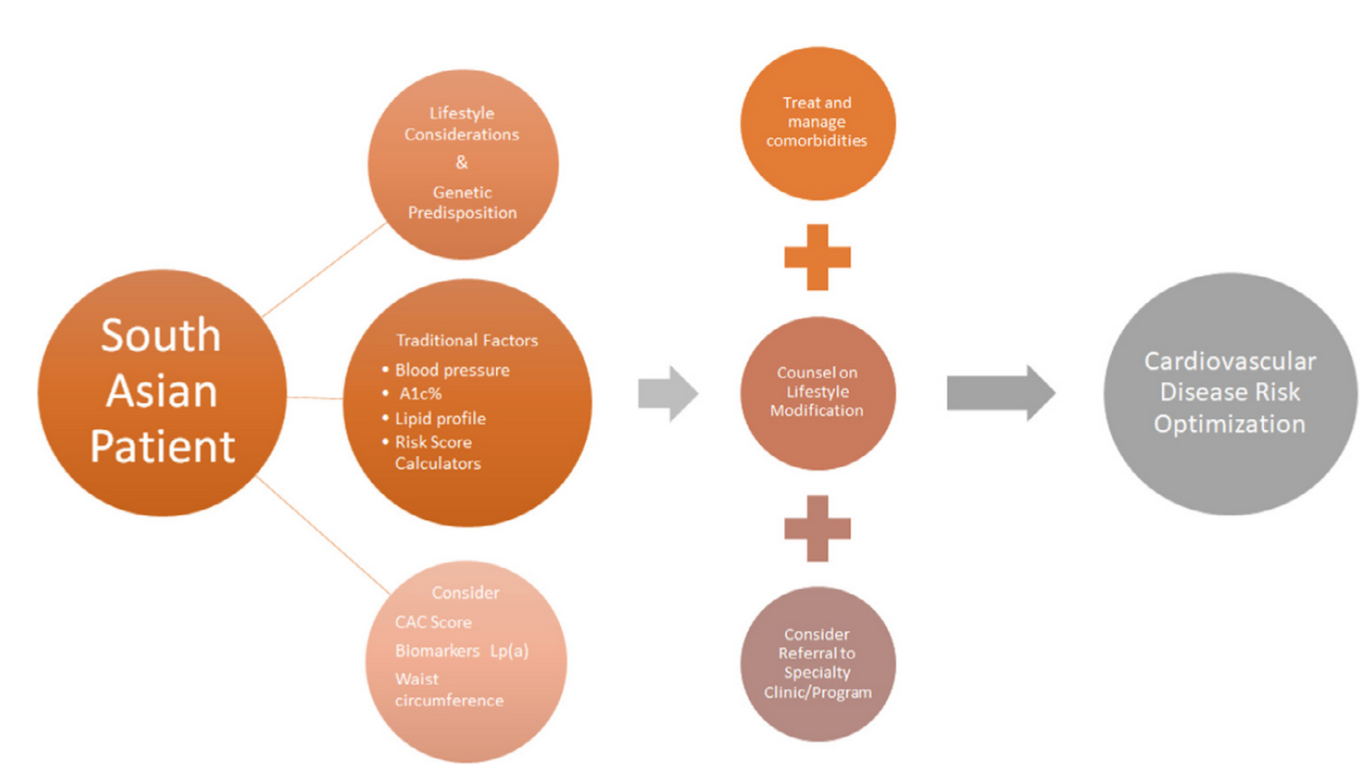 South
Asian
Patient
Lifestyle
Considerations
&
Genetic
Predisposition
Traditional Factors
• Blood pressure
• A1c%
• Lipid profile
• Risk Score
Calculators
Consider
CAC Score
Biomarkers Lp(a)
Waist
circumference
Treat and
manage
comorbidities
Counsel on
Lifestyle
Modification
Consider
Referral to
Specialty
Clinic/Program
Cardiovascular
Disease Risk
Optimization